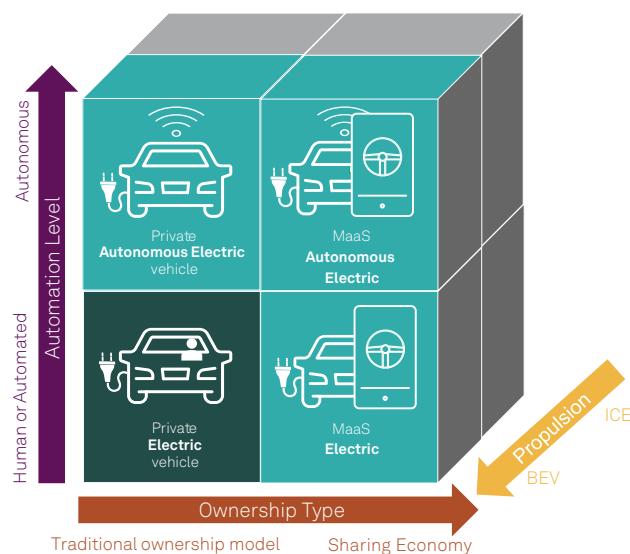 Autonomous
Automation Level
Human or Automated
Private
Autonomous Electric
vehicle
MaaS
Autonomous
Electric
Private
Electric
vehicle
MaaS
Electric
Propulsion
ICE
BEV
Ownership Type
Traditional ownership model
Sharing Economy